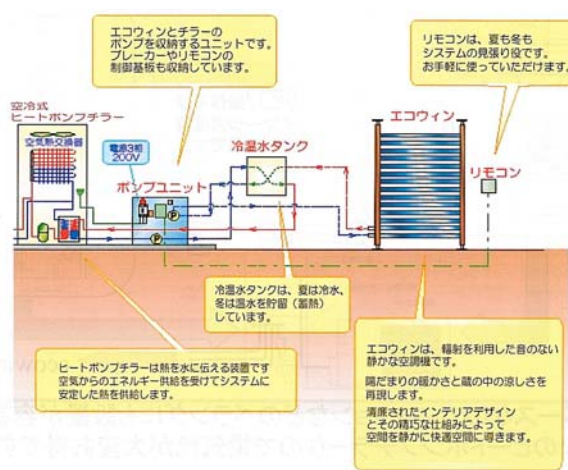 エコウィンとチラーの
ポンプを収納するユニットです。
ブレーカーやリモコンの
制御基板も収納しています。
リモコンは、夏も冬も
システムの見張り役です。
お手軽に使っていただけます。
空冷式
ヒートポンプチラー
空気熱交換器
電源3相
200V
ポンプユニット
冷温水タンク
エコウィン
リモコン
P
P
冷温水タンクは、夏は冷水、
冬は温水を貯留(蓄熱)
しています。
ヒートポンプチラーは熱を水に伝える装置です
空気からのエネルギー供給を受けてシステムに
安定した熱を供給します。
エコウィンは、輻射を利用した音のない
静かな空調機です。
陽だまりの暖かさと蔵の中の涼しさを
再現します。
清廉されたインテリアデザイン
とその精巧な仕組みによって
空間を静かに快適空間に導きます。